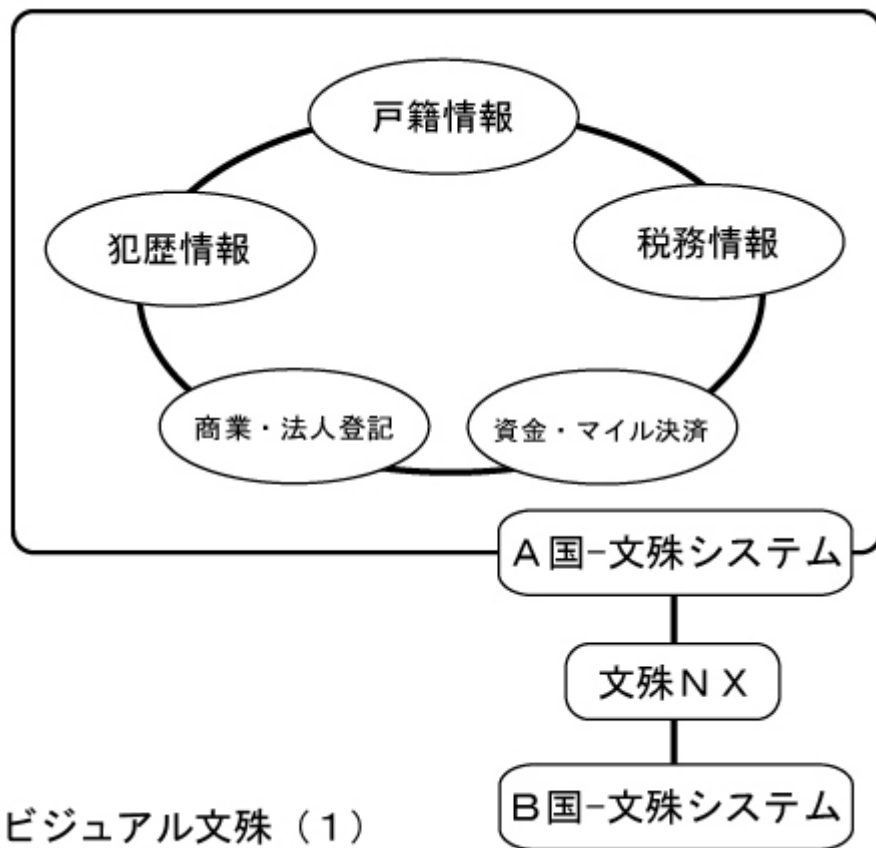 戸籍情報
犯歴情報
税務情報
商業・法人登記
資金・マイル決済
A国-文殊システム
文殊NX
B国-文殊システム
ビジュアル文殊（1）